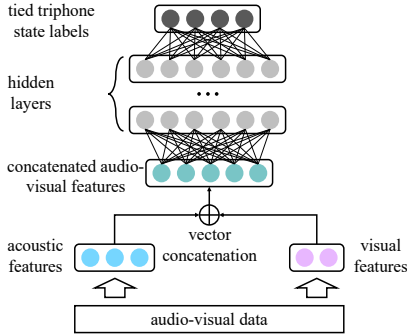 tied triphone
state labels
hidden
layers
...
concatenated audio-
visual features
vector
concatenation
acoustic
features
visual
features
audio-visual data